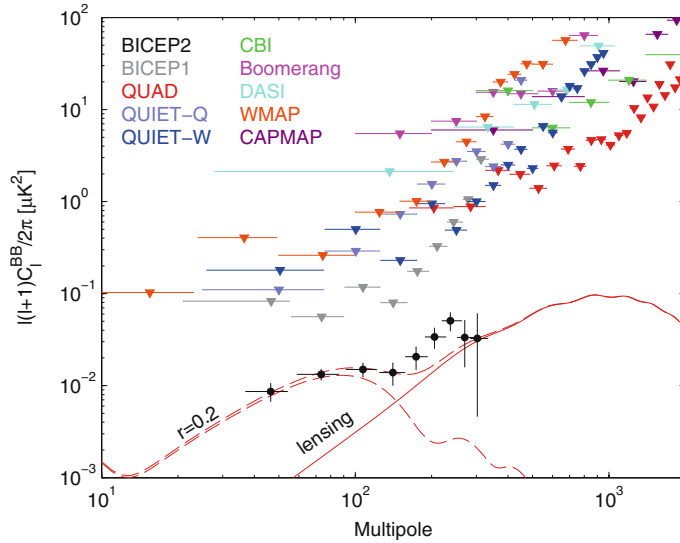 BICEP2 CBI
BICEP1 Boomerang
QUAD DASI
QUIET−Q WMAP
QUIET−W CAPMAP
l(l+1)C_l^BB/2π [μK²]
10²
10¹
10⁰
10⁻¹
10⁻²
10⁻³
r=0.2
lensing
10¹ 10² 10³
Multipole